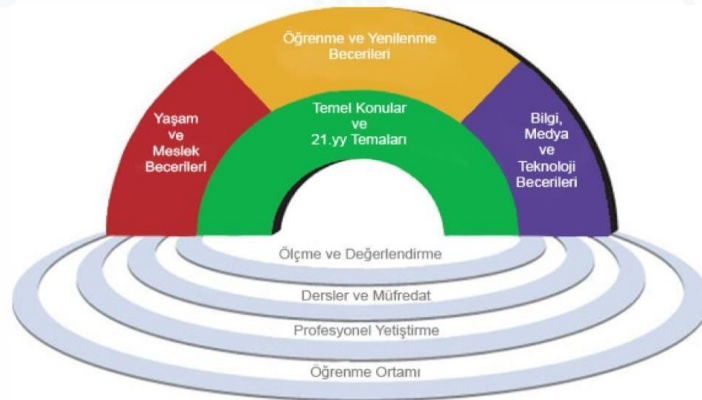 Öğrenme ve Yenilenme
Becerileri
Yaşam
ve
Meslek
Becerileri
Temel Konular
ve
21.yy Temaları
Bilgi,
Medya
ve
Teknoloji
Becerileri
Ölçme ve Değerlendirme
Dersler ve Müfredat
Profesyonel Yetiştirme
Öğrenme Ortamı